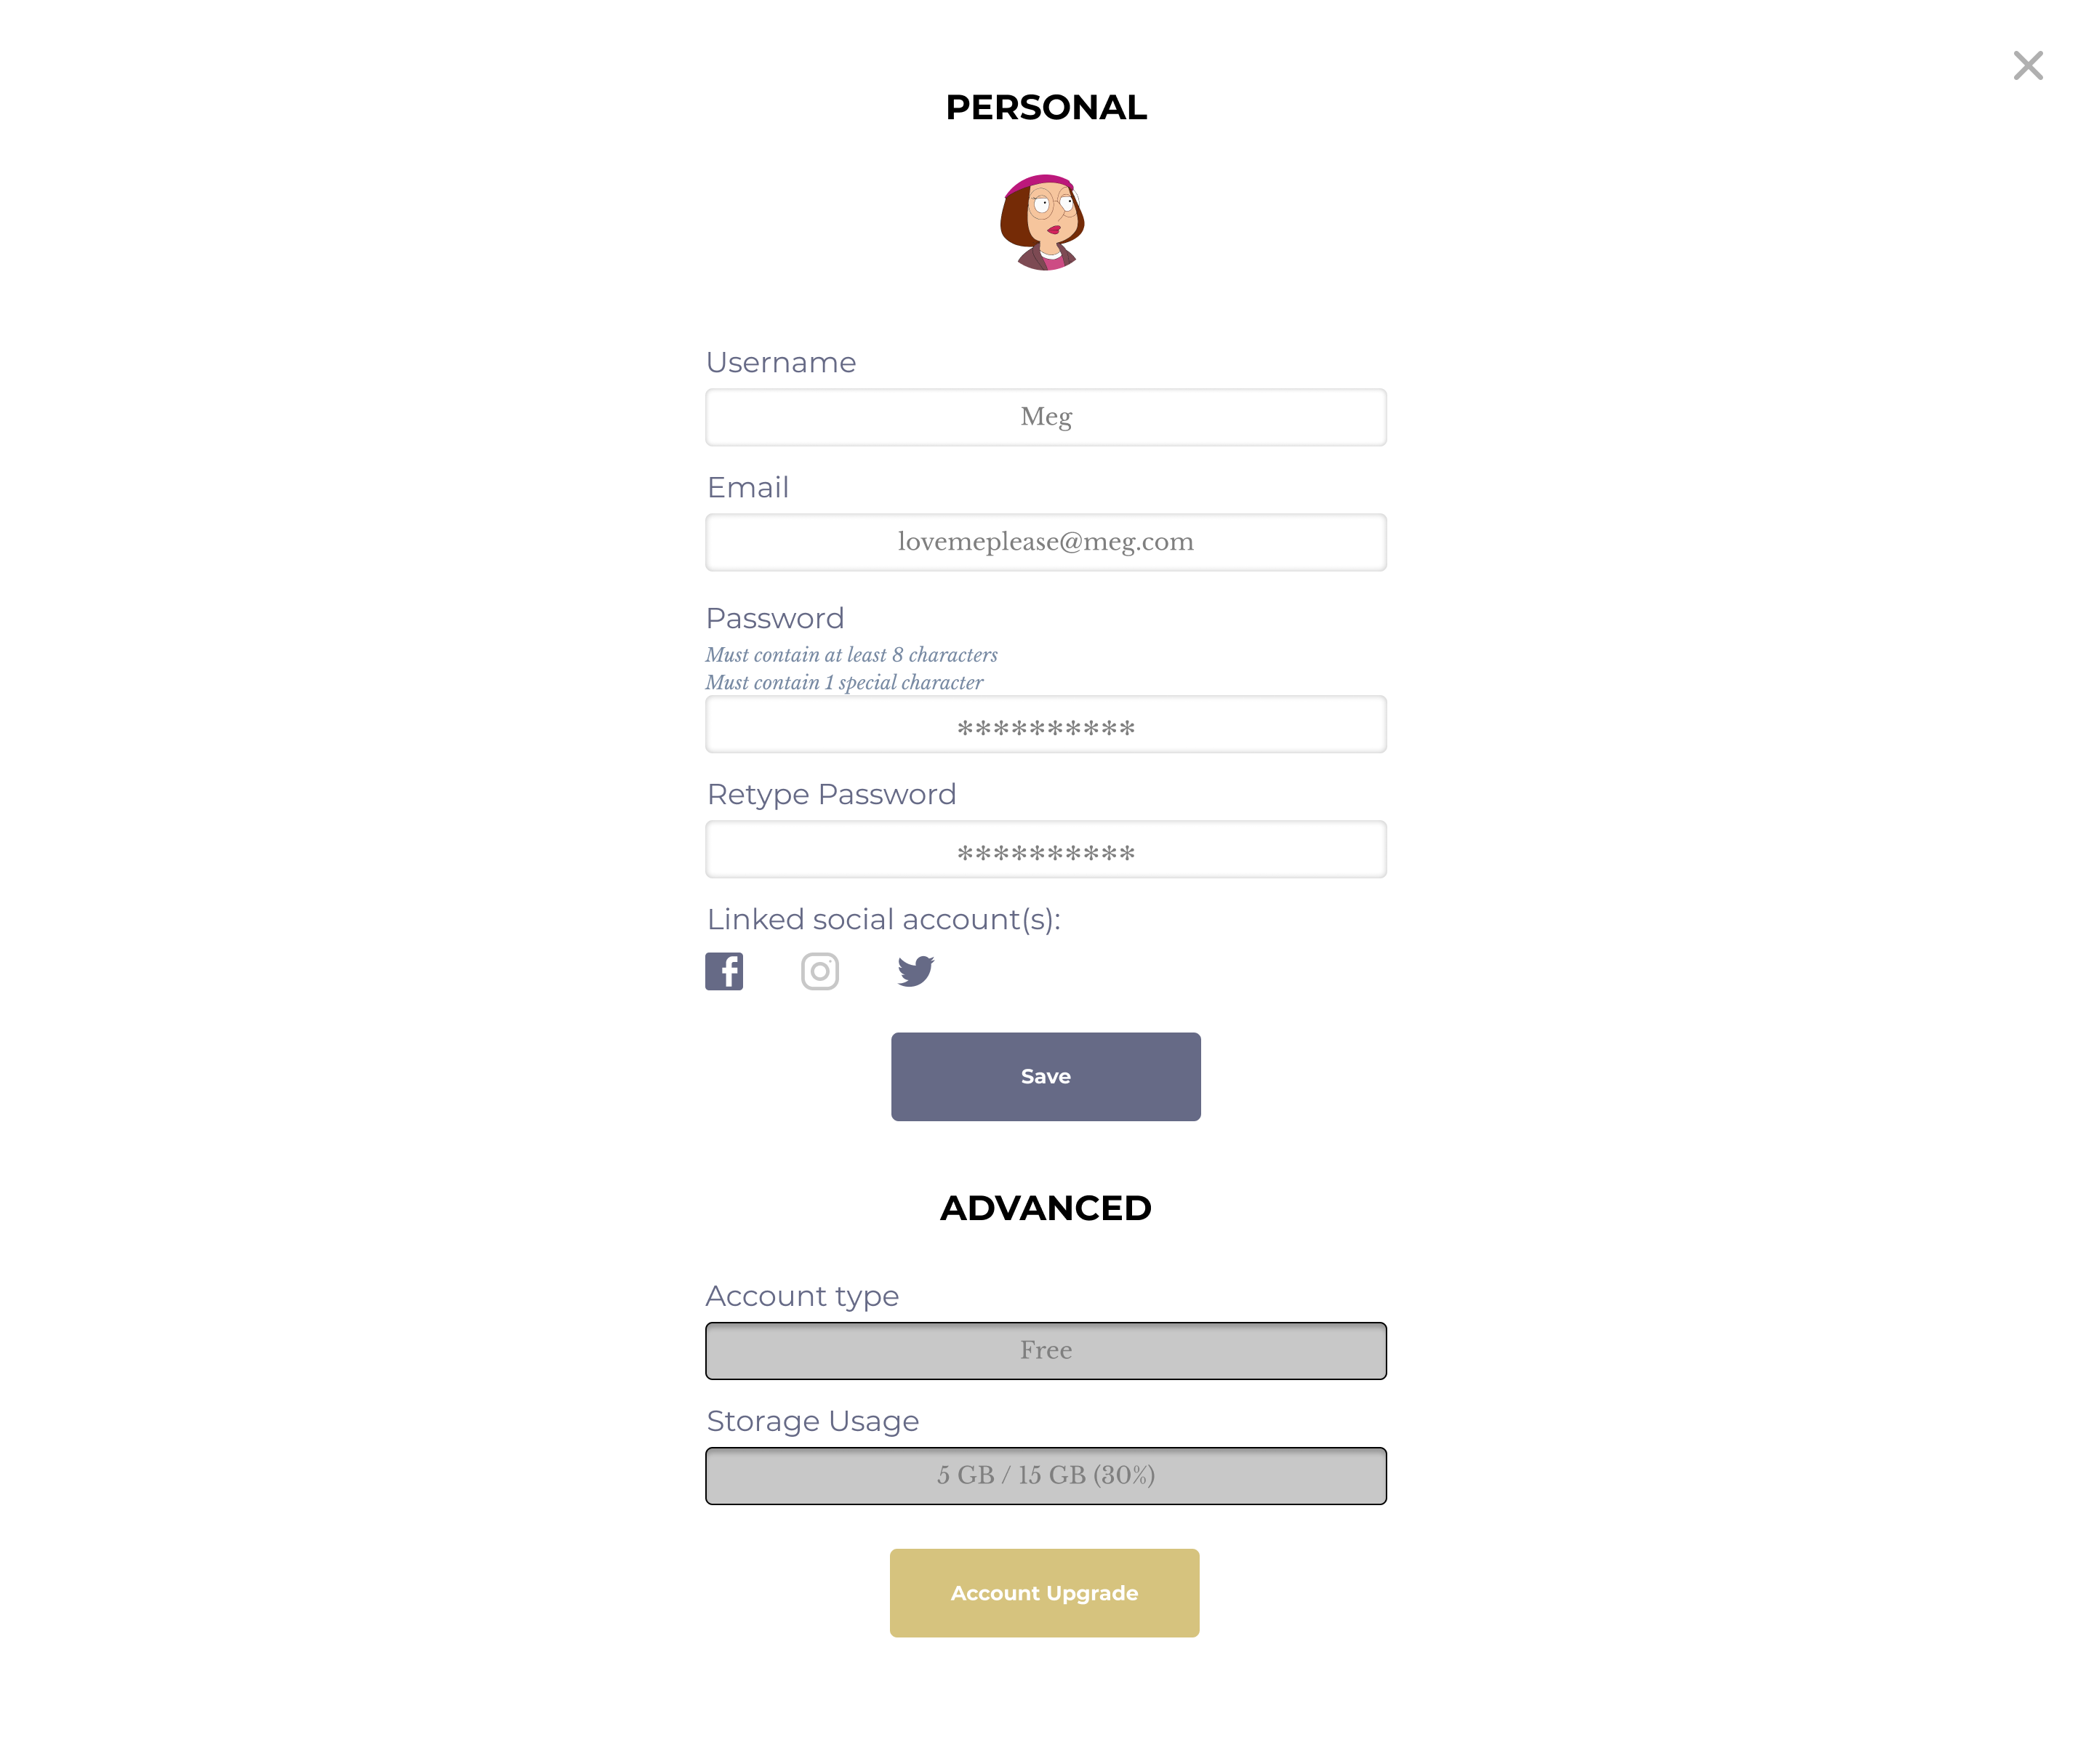 PERSONAL
Username
Meg
Email
lovemeplease@meg.com
Password
Must contain at least 8 characters
Must contain 1 special character
**********
Retype Password
**********
Linked social account(s):
Save
ADVANCED
Account type
Free
Storage Usage
5 GB / 15 GB (30%)
Account Upgrade